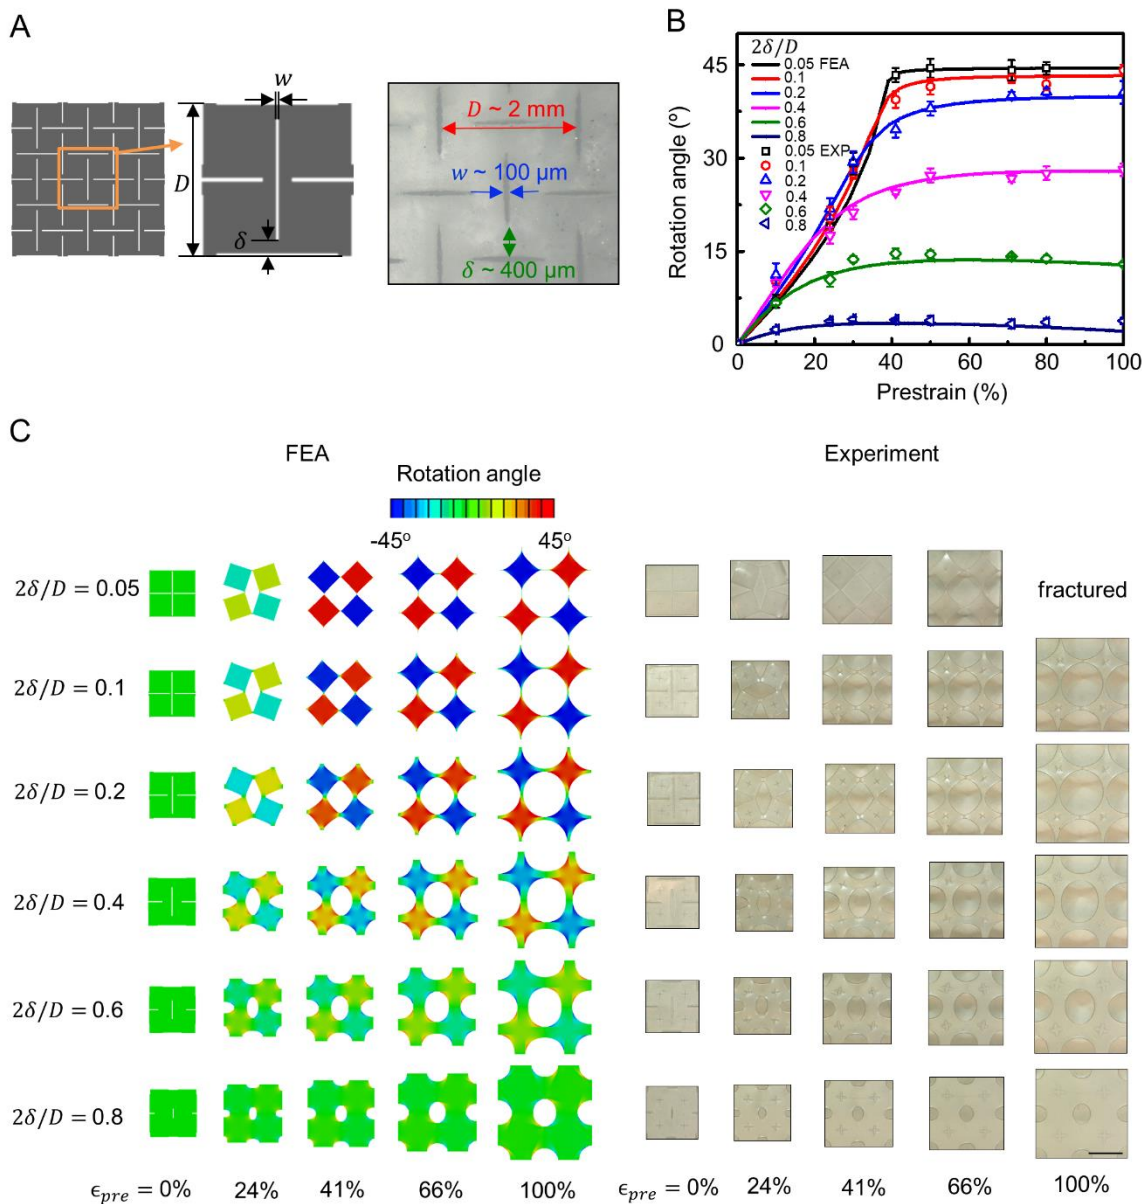 A
w
D
δ
D ~ 2 mm
w ~ 100 μm
δ ~ 400 μm
B
2δ/D
0.05 FEA
0.1
0.2
0.4
0.6
0.8
0.05 EXP
0.1
0.2
0.4
0.6
0.8
45
30
15
0
Rotation angle (º)
0 20 40 60 80 100
Prestrain (%)
C
FEA
Experiment
Rotation angle
-45º 45º
2δ/D = 0.05
fractured
2δ/D = 0.1
2δ/D = 0.2
2δ/D = 0.4
2δ/D = 0.6
2δ/D = 0.8
ϵpre = 0% 24% 41% 66% 100% ϵpre = 0% 24% 41% 66% 100%